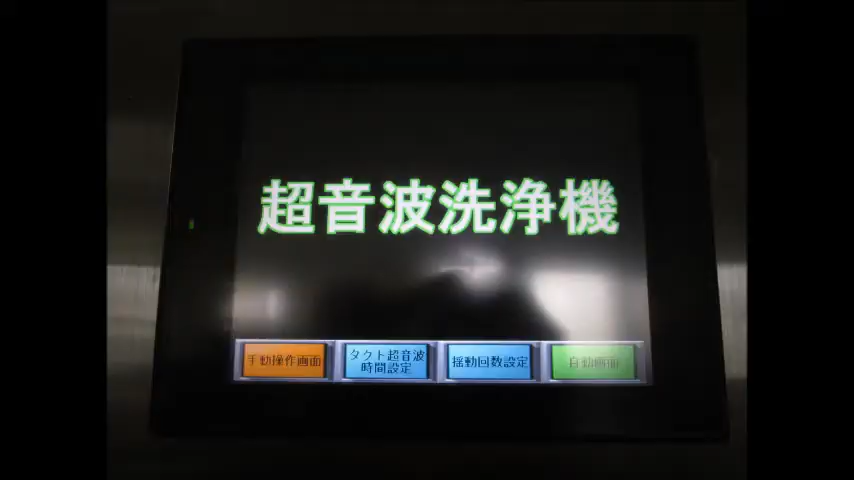 超音波洗浄機
手動操作画面
タクト超音波
時間設定
揺動回数設定
自動画面